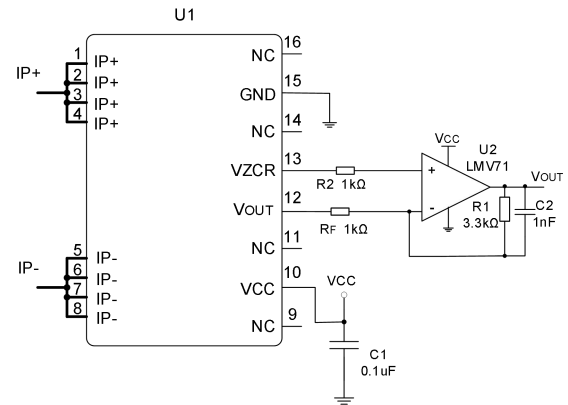 U1
IP+
1 IP+
2 IP+
3 IP+
4 IP+
IP-
5 IP-
6 IP-
7 IP-
8 IP-
NC 16
GND 15
NC 14
VZCR 13
VOUT 12
NC 11
VCC 10
NC 9
R2 1kΩ
RF 1kΩ
VCC
U2
LMV71
+
-
VOUT
R1
3.3kΩ
C2
1nF
VCC
C1
0.1uF